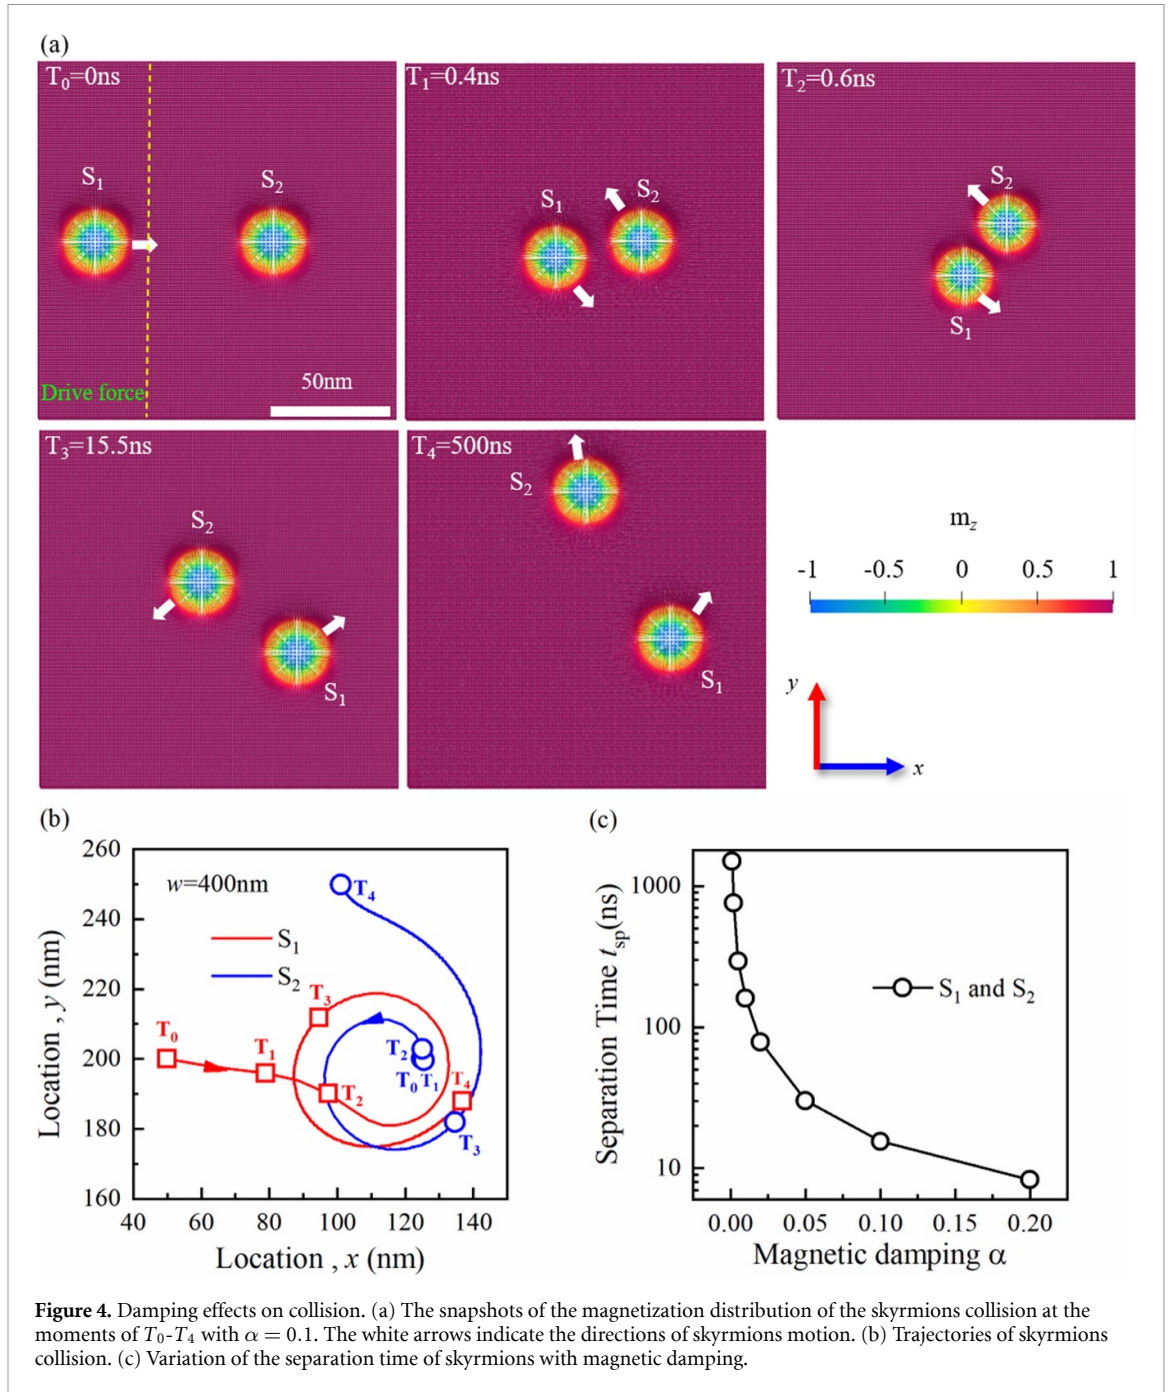 (a)
T₀=0ns
T₁=0.4ns
T₂=0.6ns
S₁
S₂
S₁
S₂
S₂
S₁
Drive force
50nm
T₃=15.5ns
T₄=500ns
S₂
S₁
S₂
S₁
m_z
-1 -0.5 0 0.5 1
y
x
(b)
260
240
220
200
180
160
40 60 80 100 120 140
Location , y (nm)
Location , x (nm)
w=400nm
S₁
S₂
T₀
T₁
T₂
T₃
T₄
T₂
T₀ T₁
T₃
T₄
(c)
1000
100
10
0.00 0.05 0.10 0.15 0.20
Separation Time t_sp(ns)
Magnetic damping α
S₁ and S₂
Figure 4. Damping effects on collision. (a) The snapshots of the magnetization distribution of the skyrmions collision at the
moments of T₀-T₄ with α = 0.1. The white arrows indicate the directions of skyrmions motion. (b) Trajectories of skyrmions
collision. (c) Variation of the separation time of skyrmions with magnetic damping.